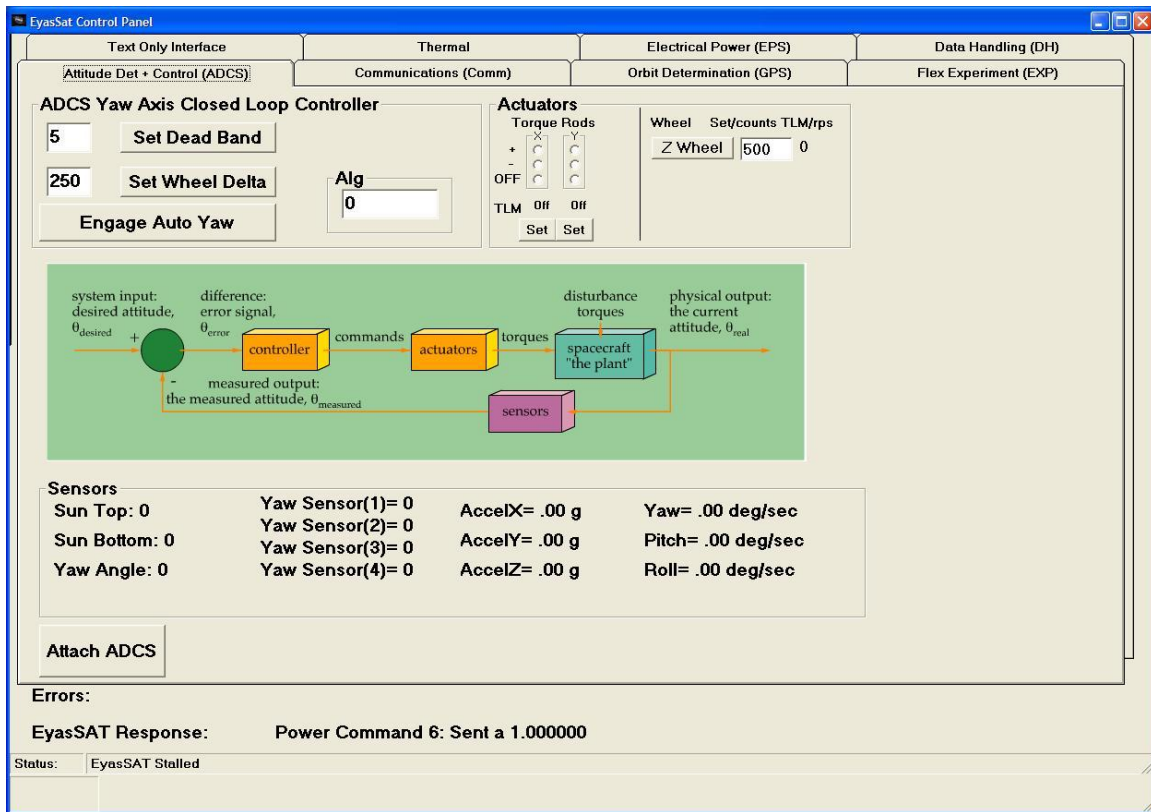 EyasSat Control Panel
Text Only Interface Thermal Electrical Power (EPS) Data Handling (DH)
Attitude Det + Control (ADCS) Communications (Comm) Orbit Determination (GPS) Flex Experiment (EXP)
ADCS Yaw Axis Closed Loop Controller
5 Set Dead Band
250 Set Wheel Delta
Engage Auto Yaw
Alg
0
Actuators
Torque Rods
X Y
+
-
OFF
TLM Off Off
Set Set
Wheel Set/counts TLM/rps
Z Wheel 500 0
system input:
desired attitude,
θdesired
+
-
difference:
error signal,
θerror
controller
commands
actuators
torques
disturbance
torques
spacecraft
"the plant"
physical output:
the current
attitude, θreal
measured output:
the measured attitude, θmeasured
sensors
Sensors
Sun Top: 0
Sun Bottom: 0
Yaw Angle: 0
Yaw Sensor(1)= 0
Yaw Sensor(2)= 0
Yaw Sensor(3)= 0
Yaw Sensor(4)= 0
AccelX= .00 g
AccelY= .00 g
AccelZ= .00 g
Yaw= .00 deg/sec
Pitch= .00 deg/sec
Roll= .00 deg/sec
Attach ADCS
Errors:
EyasSAT Response: Power Command 6: Sent a 1.000000
Status: EyasSAT Stalled